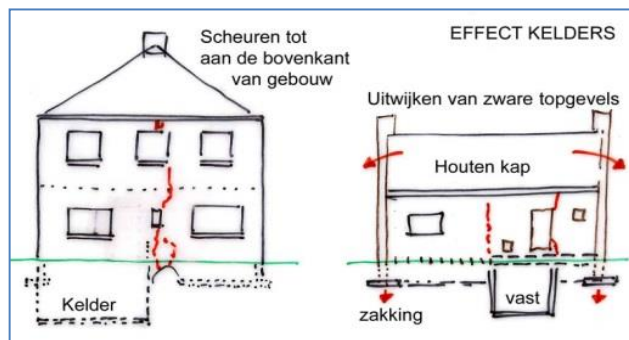 Scheuren tot
aan de bovenkant
van gebouw
Kelder
EFFECT KELDERS
Uitwijken van zware topgevels
Houten kap
zakking
vast